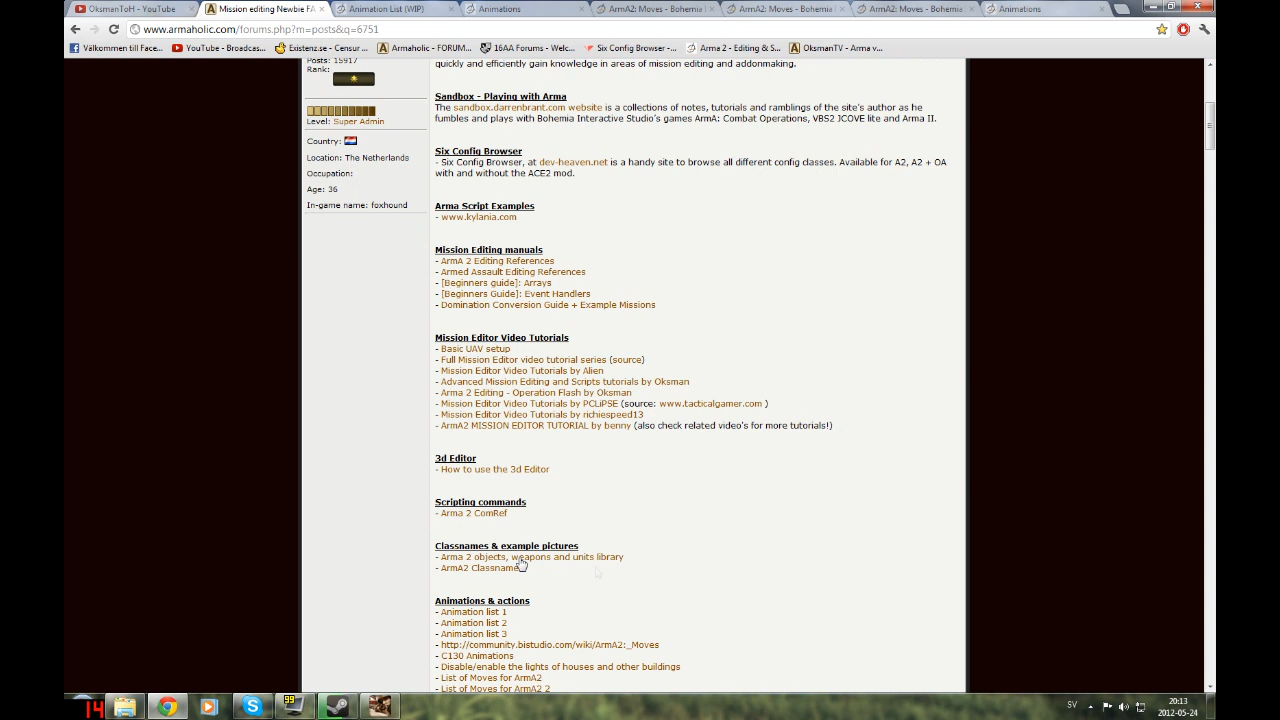 OksmanToH - YouTube
Mission editing Newbie FA
Animation List (WIP)
Animations
ArmA2: Moves - Bohemia I
ArmA2: Moves - Bohemia
ArmA2: Moves - Bohemia
Animations
www.armaholic.com/forums.php?m=posts&q=6751
Välkommen till Face...
YouTube - Broadcas...
Existenz.se - Censur ...
Armaholic - FORUM...
16AA Forums - Welc...
Six Config Browser -...
Arma 2 - Editing & S...
OksmanTV - Arma v...
Posts: 15917
Rank:
Level: Super Admin
Country:
Location: The Netherlands
Occupation:
Age: 36
In-game name: foxhound
quickly and efficiently gain knowledge in areas of mission editing and addonmaking.
Sandbox - Playing with Arma
The sandbox.darrenbrant.com website is a collections of notes, tutorials and ramblings of the site's author as he
fumbles and plays with Bohemia Interactive Studio's games ArmA: Combat Operations, VBS2 JCOVE lite and Arma II.
Six Config Browser
- Six Config Browser, at dev-heaven.net is a handy site to browse all different config classes. Available for A2, A2 + OA
with and without the ACE2 mod.
Arma Script Examples
- www.kylania.com
Mission Editing manuals
- ArmA 2 Editing References
- Armed Assault Editing References
- [Beginners guide]: Arrays
- [Beginners Guide]: Event Handlers
- Domination Conversion Guide + Example Missions
Mission Editor Video Tutorials
- Basic UAV setup
- Full Mission Editor video tutorial series (source)
- Mission Editor Video Tutorials by Alien
- Advanced Mission Editing and Scripts tutorials by Oksman
- Arma 2 Editing - Operation Flash by Oksman
- Mission Editor Video Tutorials by PCLiPSE (source: www.tacticalgamer.com )
- Mission Editor Video Tutorials by richiespeed13
- ArmA2 MISSION EDITOR TUTORIAL by benny (also check related video's for more tutorials!)
3d Editor
- How to use the 3d Editor
Scripting commands
- Arma 2 ComRef
Classnames & example pictures
- Arma 2 objects, weapons and units library
- ArmA2 Classname
Animations & actions
- Animation list 1
- Animation list 2
- Animation list 3
- http://community.bistudio.com/wiki/ArmA2:_Moves
- C130 Animations
- Disable/enable the lights of houses and other buildings
- List of Moves for ArmA2
- List of Moves for ArmA2 2
14
99
SV
20:13
2012-05-24